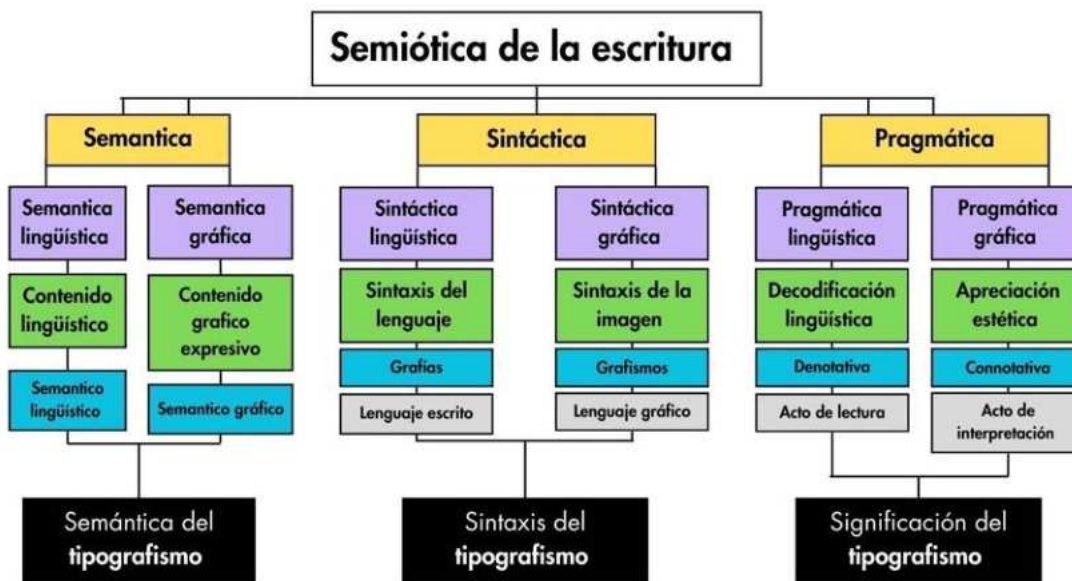 Semiótica de la escritura
Semantica
Sintáctica
Pragmática
Semantica
lingüística
Semantica
gráfica
Sintáctica
lingüística
Sintáctica
gráfica
Pragmática
lingüística
Pragmática
gráfica
Contenido
lingüístico
Contenido
grafico
expresivo
Sintaxis del
lenguaje
Sintaxis de la
imagen
Decodificación
lingüística
Apreciación
estética
Semantico
lingüístico
Semantico gráfico
Grafías
Grafismos
Denotativa
Connotativa
Lenguaje escrito
Lenguaje gráfico
Acto de lectura
Acto de
interpretación
Semántica del
tipografismo
Sintaxis del
tipografismo
Significación del
tipografismo